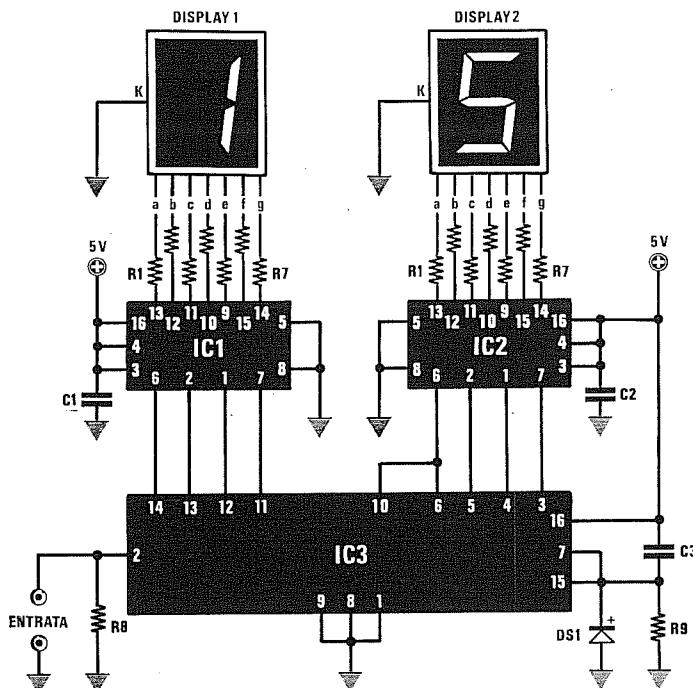 DISPLAY 1 DISPLAY 2
K K
a b c d e f g a b c d e f g
5V 5V
R1 R7 R1 R7
13 11 9 14 13 11 9 14
16 12 10 15 5 5 12 10 15 16
4 IC1 IC2 4
3 8 8 3
6 2 1 7 6 2 1 7
C1 C2
14 13 12 11 10 6 5 4 3
16
2 IC3 7 C3
15
ENTRATA R8 9 8 1 DS1 + R9